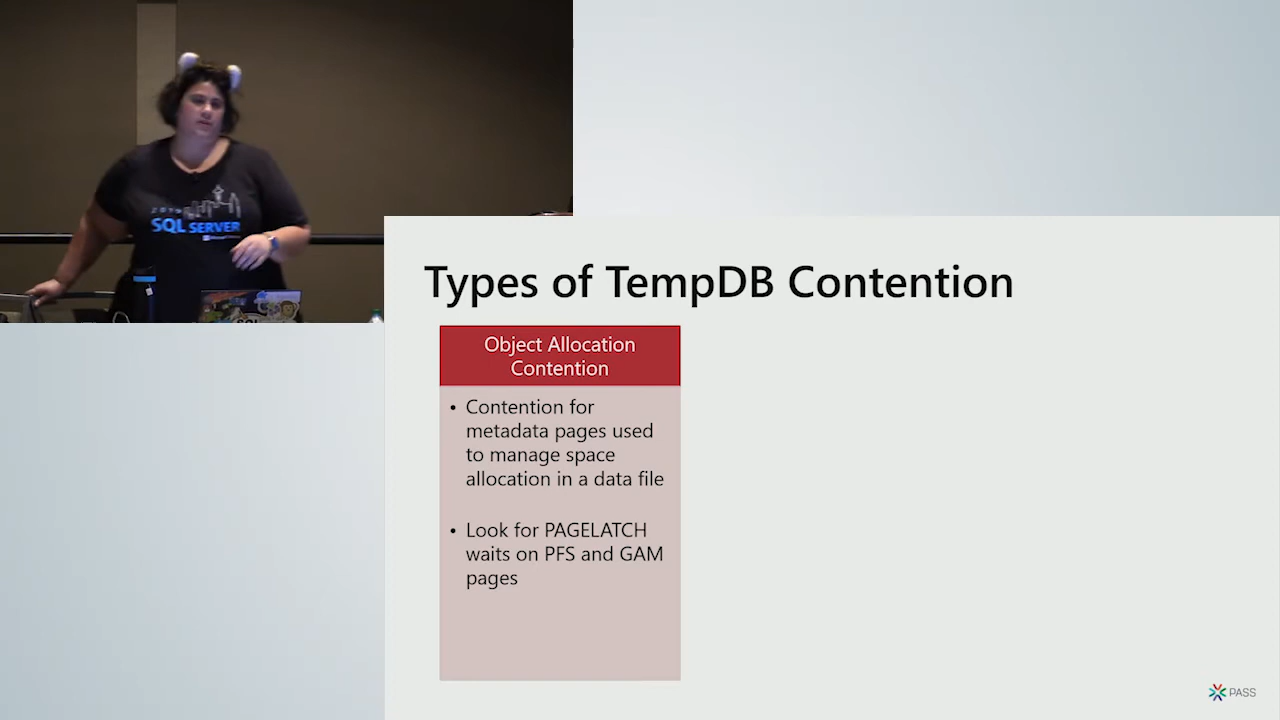 2019
SQL SERVER
Types of TempDB Contention
Object Allocation
Contention
• Contention for
metadata pages used
to manage space
allocation in a data file
• Look for PAGELATCH
waits on PFS and GAM
pages
PASS